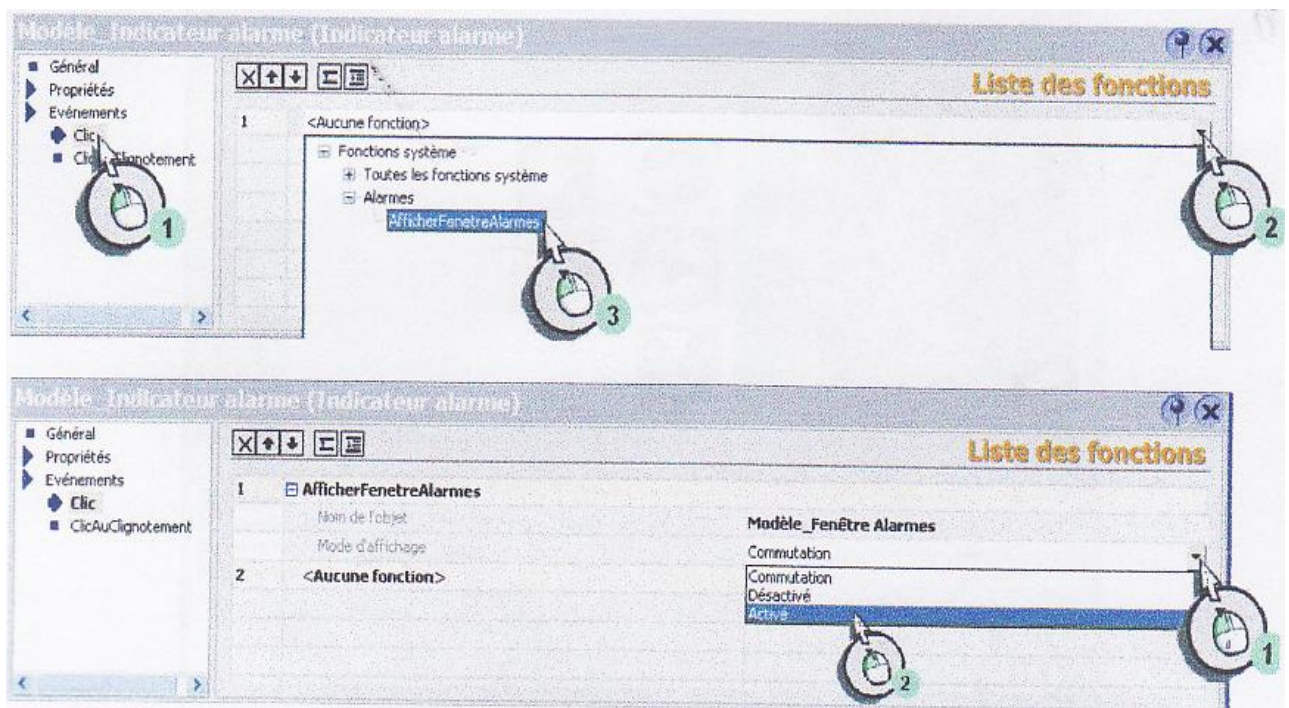 Modèle_Indicateur alarme (Indicateur alarme)
Général
Propriétés
Evénements
Clic
Liste des fonctions
1 <Aucune fonction>
Fonctions système
Toutes les fonctions système
Alarmes
AfficherFenetreAlarmes
1
2
3
Modèle_Indicateur alarme (Indicateur alarme)
Général
Propriétés
Evénements
Clic
ClicAuClignotement
Liste des fonctions
1 AfficherFenetreAlarmes
Nom de l'objet Modèle_Fenêtre Alarmes
Mode d'affichage Commutation
2 <Aucune fonction>
Commutation
Désactivé
Activé
1
2